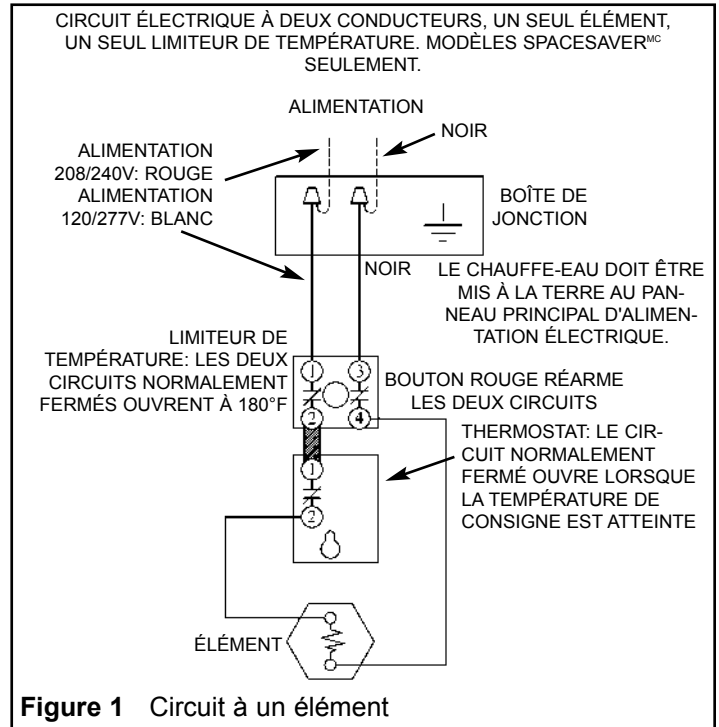 CIRCUIT ÉLECTRIQUE À DEUX CONDUCTEURS, UN SEUL ÉLÉMENT,
UN SEUL LIMITEUR DE TEMPÉRATURE. MODÈLES SPACESAVERᴹᶜ
SEULEMENT.
ALIMENTATION
NOIR
ALIMENTATION
208/240V: ROUGE
ALIMENTATION
120/277V: BLANC
BOÎTE DE
JONCTION
NOIR
LE CHAUFFE-EAU DOIT ÊTRE
MIS À LA TERRE AU PAN-
NEAU PRINCIPAL D'ALIMEN-
TATION ÉLECTRIQUE.
LIMITEUR DE
TEMPÉRATURE: LES DEUX
CIRCUITS NORMALEMENT
FERMÉS OUVRENT À 180°F
1 3
2 4
BOUTON ROUGE RÉARME
LES DEUX CIRCUITS
1
2
THERMOSTAT: LE CIR-
CUIT NORMALEMENT
FERMÉ OUVRE LORSQUE
LA TEMPÉRATURE DE
CONSIGNE EST ATTEINTE
ÉLÉMENT
Figure 1 Circuit à un élément